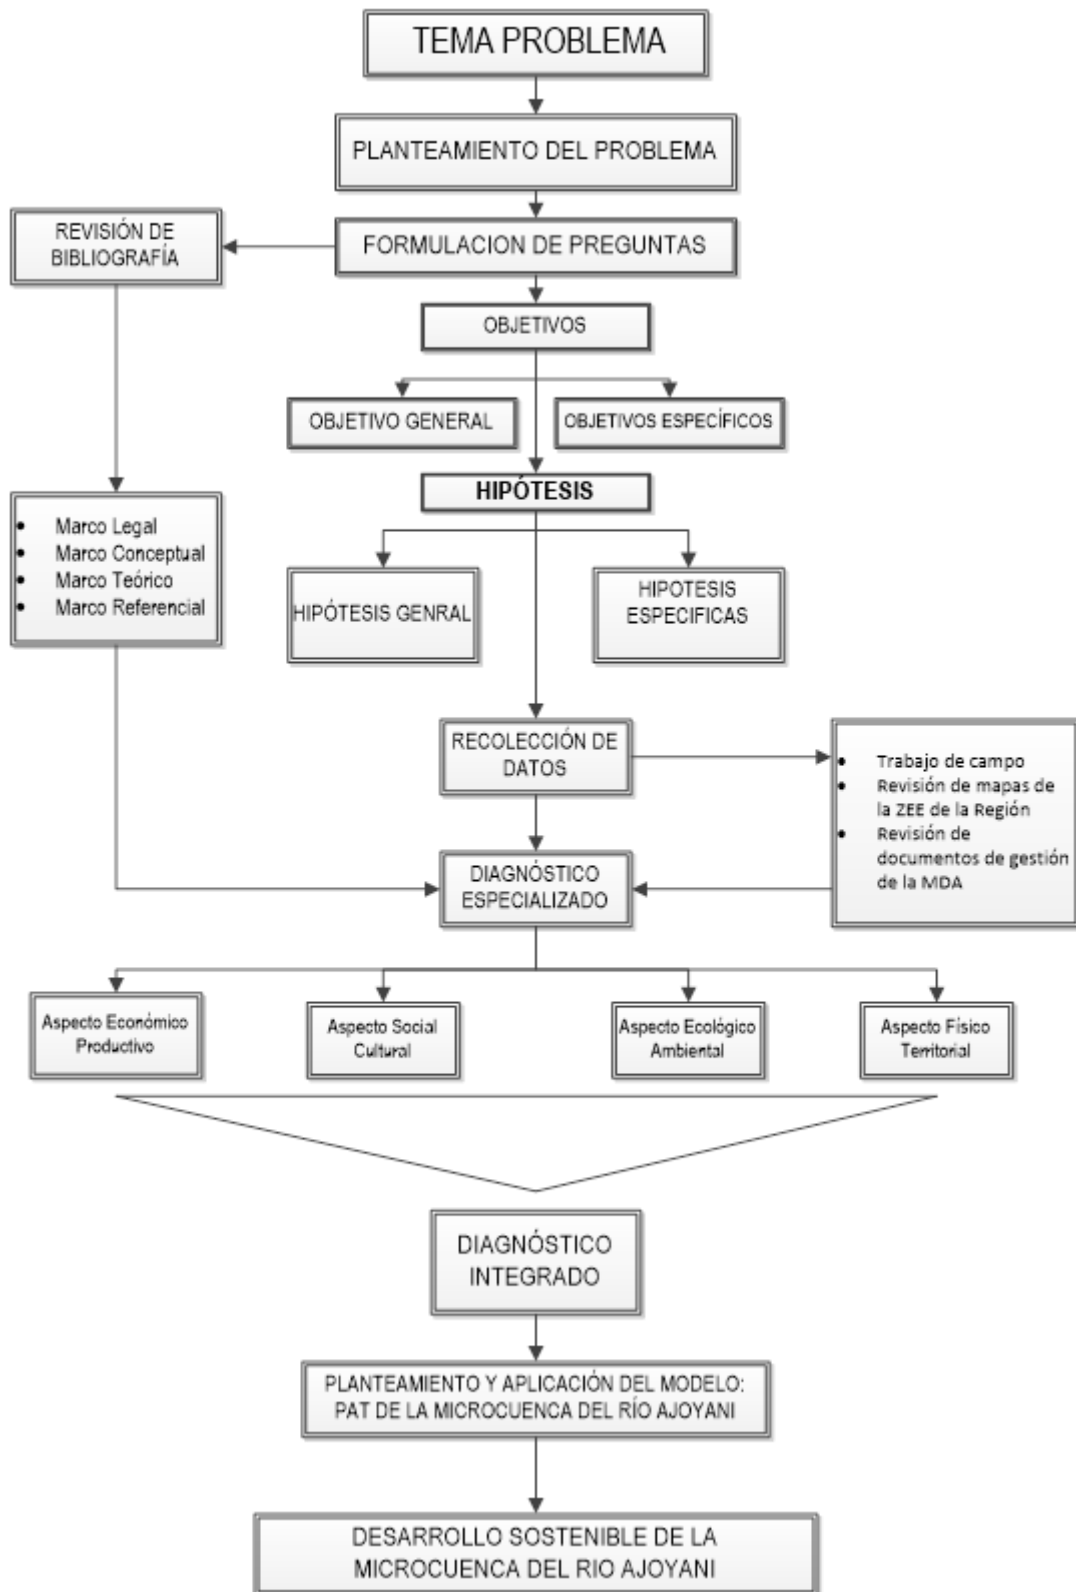 TEMA PROBLEMA
PLANTEAMIENTO DEL PROBLEMA
REVISIÓN DE
BIBLIOGRAFÍA
FORMULACION DE PREGUNTAS
OBJETIVOS
OBJETIVO GENERAL
OBJETIVOS ESPECÍFICOS
HIPÓTESIS
• Marco Legal
• Marco Conceptual
• Marco Teórico
• Marco Referencial
HIPÓTESIS GENRAL
HIPOTESIS
ESPECIFICAS
RECOLECCIÓN DE
DATOS
• Trabajo de campo
• Revisión de mapas de
la ZEE de la Región
• Revisión de
documentos de gestión
de la MDA
DIAGNÓSTICO
ESPECIALIZADO
Aspecto Económico
Productivo
Aspecto Social
Cultural
Aspecto Ecológico
Ambiental
Aspecto Físico
Territorial
DIAGNÓSTICO
INTEGRADO
PLANTEAMIENTO Y APLICACIÓN DEL MODELO:
PAT DE LA MICROCUENCA DEL RÍO AJOYANI
DESARROLLO SOSTENIBLE DE LA
MICROCUENCA DEL RIO AJOYANI